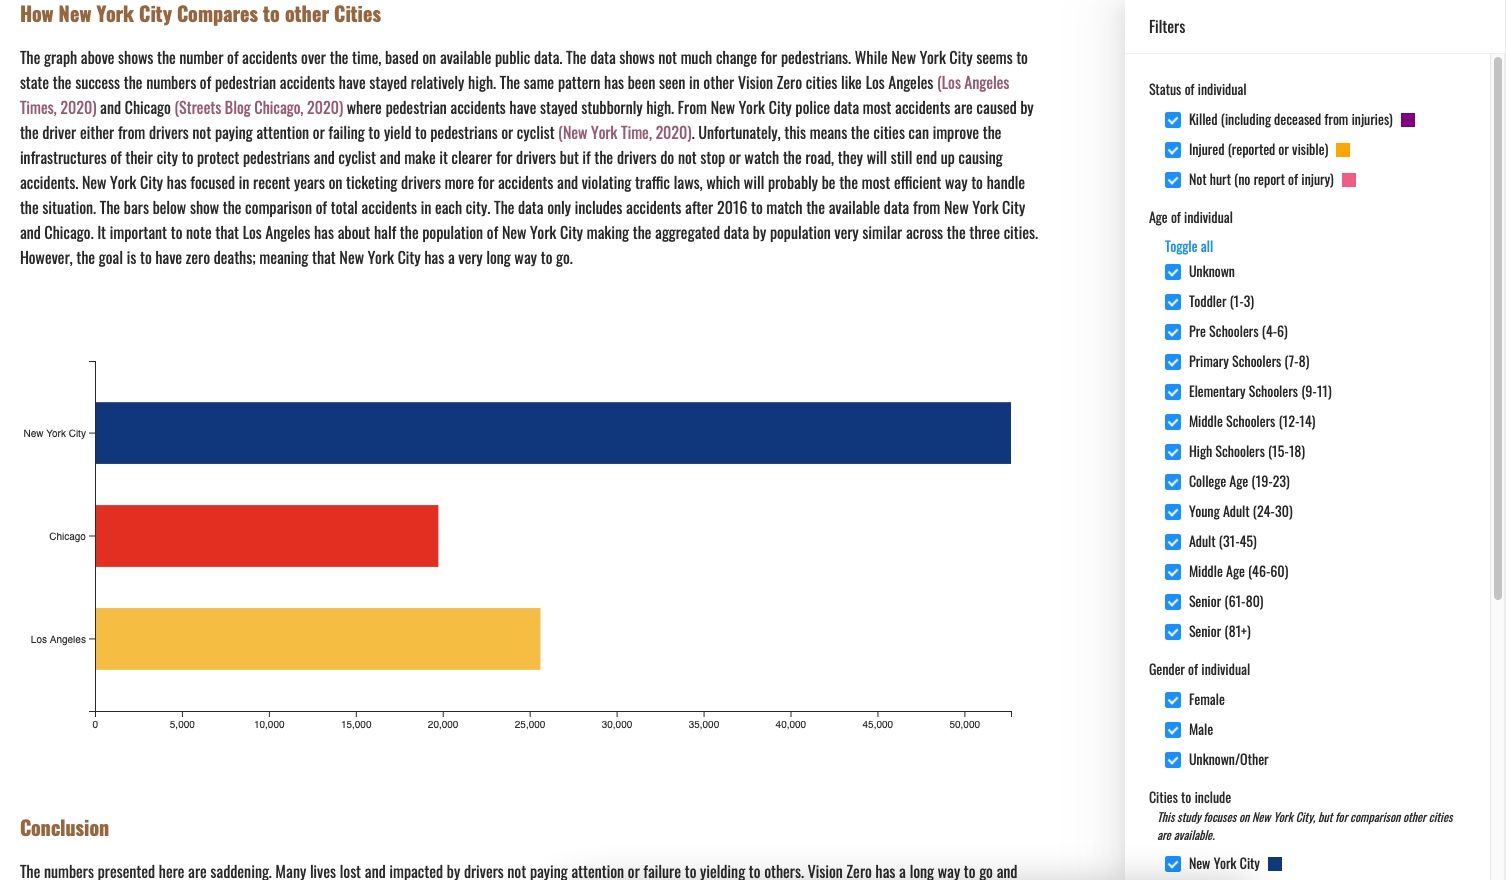 How New York City Compares to other Cities
The graph above shows the number of accidents over the time, based on available public data. The data shows not much change for pedestrians. While New York City seems to
state the success the numbers of pedestrian accidents have stayed relatively high. The same pattern has been seen in other Vision Zero cities like Los Angeles (Los Angeles
Times, 2020) and Chicago (Streets Blog Chicago, 2020) where pedestrian accidents have stayed stubbornly high. From New York City police data most accidents are caused by
the driver either from drivers not paying attention or failing to yield to pedestrians or cyclist (New York Time, 2020). Unfortunately, this means the cities can improve the
infrastructures of their city to protect pedestrians and cyclist and make it clearer for drivers but if the drivers do not stop or watch the road, they will still end up causing
accidents. New York City has focused in recent years on ticketing drivers more for accidents and violating traffic laws, which will probably be the most efficient way to handle
the situation. The bars below show the comparison of total accidents in each city. The data only includes accidents after 2016 to match the available data from New York City
and Chicago. It important to note that Los Angeles has about half the population of New York City making the aggregated data by population very similar across the three cities.
However, the goal is to have zero deaths; meaning that New York City has a very long way to go.
New York City
Chicago
Los Angeles
0 5,000 10,000 15,000 20,000 25,000 30,000 35,000 40,000 45,000 50,000
Conclusion
The numbers presented here are saddening. Many lives lost and impacted by drivers not paying attention or failure to yielding to others. Vision Zero has a long way to go and
Filters
Status of individual
Killed (including deceased from injuries)
Injured (reported or visible)
Not hurt (no report of injury)
Age of individual
Toggle all
Unknown
Toddler (1-3)
Pre Schoolers (4-6)
Primary Schoolers (7-8)
Elementary Schoolers (9-11)
Middle Schoolers (12-14)
High Schoolers (15-18)
College Age (19-23)
Young Adult (24-30)
Adult (31-45)
Middle Age (46-60)
Senior (61-80)
Senior (81+)
Gender of individual
Female
Male
Unknown/Other
Cities to include
This study focuses on New York City, but for comparison other cities
are available.
New York City